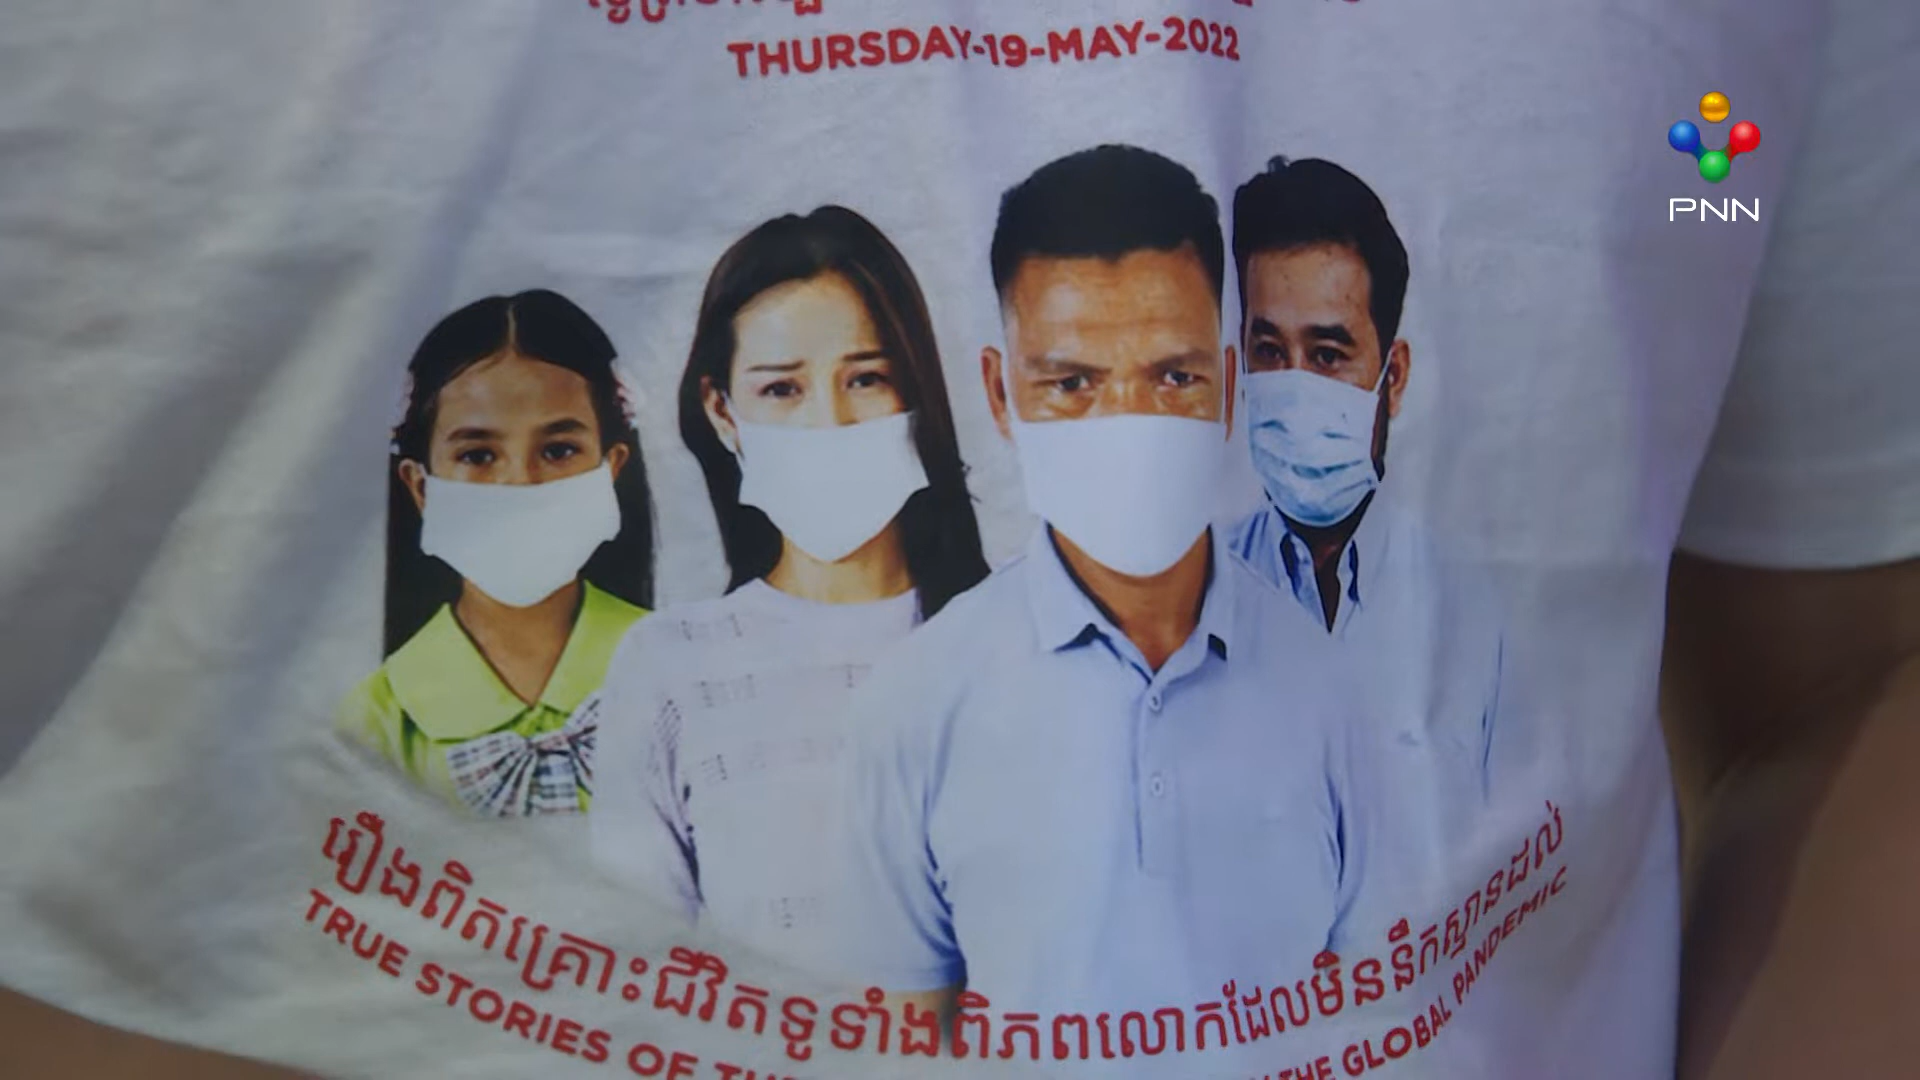 THURSDAY-19-MAY-2022
PNN
រឿងពិតគ្រោះជីវិតទូទាំងពិភពលោកដែលមិននឹកស្មានដល់
TRUE STORIES OF THE GLOBAL PANDEMIC